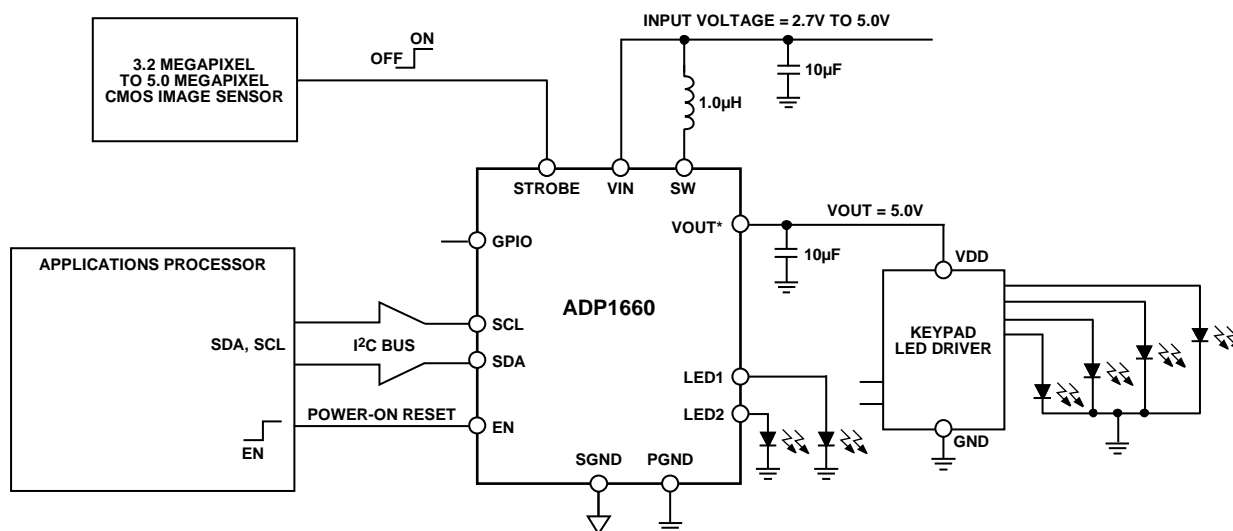 INPUT VOLTAGE = 2.7V TO 5.0V
ON
OFF
3.2 MEGAPIXEL
TO 5.0 MEGAPIXEL
CMOS IMAGE SENSOR
10µF
1.0µH
STROBE
VIN
SW
VOUT*
VOUT = 5.0V
GPIO
10µF
VDD
APPLICATIONS PROCESSOR
ADP1660
SCL
KEYPAD
LED DRIVER
SDA, SCL
I²C BUS
SDA
LED1
LED2
POWER-ON RESET
EN
EN
GND
SGND
PGND